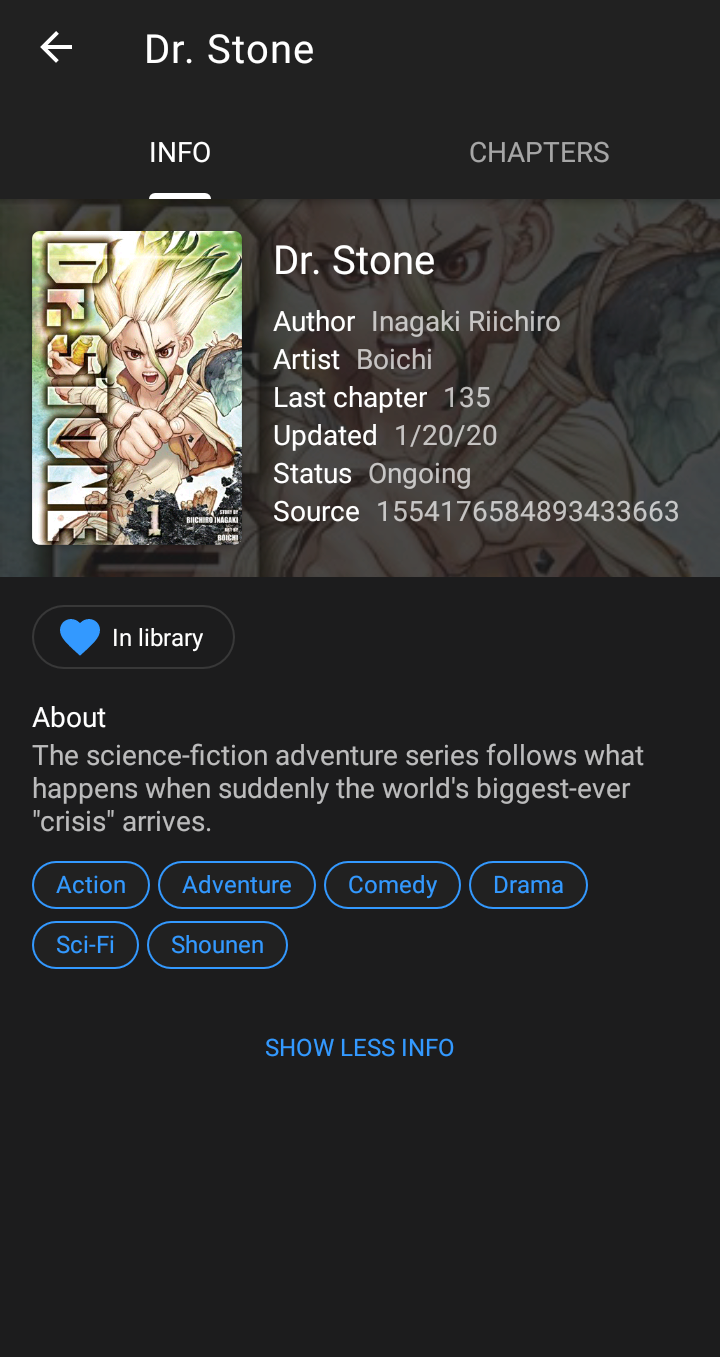 Dr. Stone
INFO
CHAPTERS
Dr.STONE
1
STORY BY
RIICHIRO INAGAKI
ART BY
BOICHI
Dr. Stone
Author Inagaki Riichiro
Artist Boichi
Last chapter 135
Updated 1/20/20
Status Ongoing
Source 1554176584893433663
In library
About
The science-fiction adventure series follows what
happens when suddenly the world's biggest-ever
"crisis" arrives.
Action Adventure Comedy Drama
Sci-Fi Shounen
SHOW LESS INFO